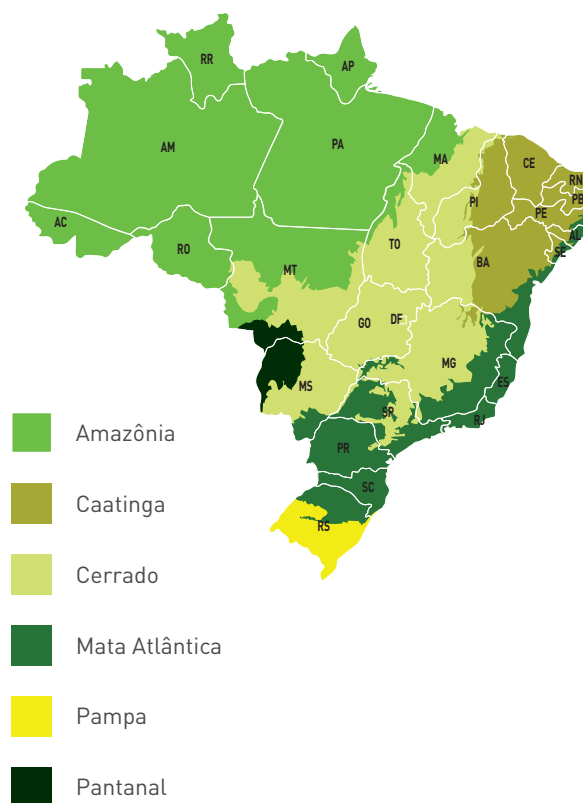 RR
AP
AM
PA
MA
CE
RN
PB
PI
PE
AL
SE
AC
RO
TO
BA
MT
GO
DF
MG
MS
ES
SP
RJ
PR
SC
RS
Amazônia
Caatinga
Cerrado
Mata Atlântica
Pampa
Pantanal